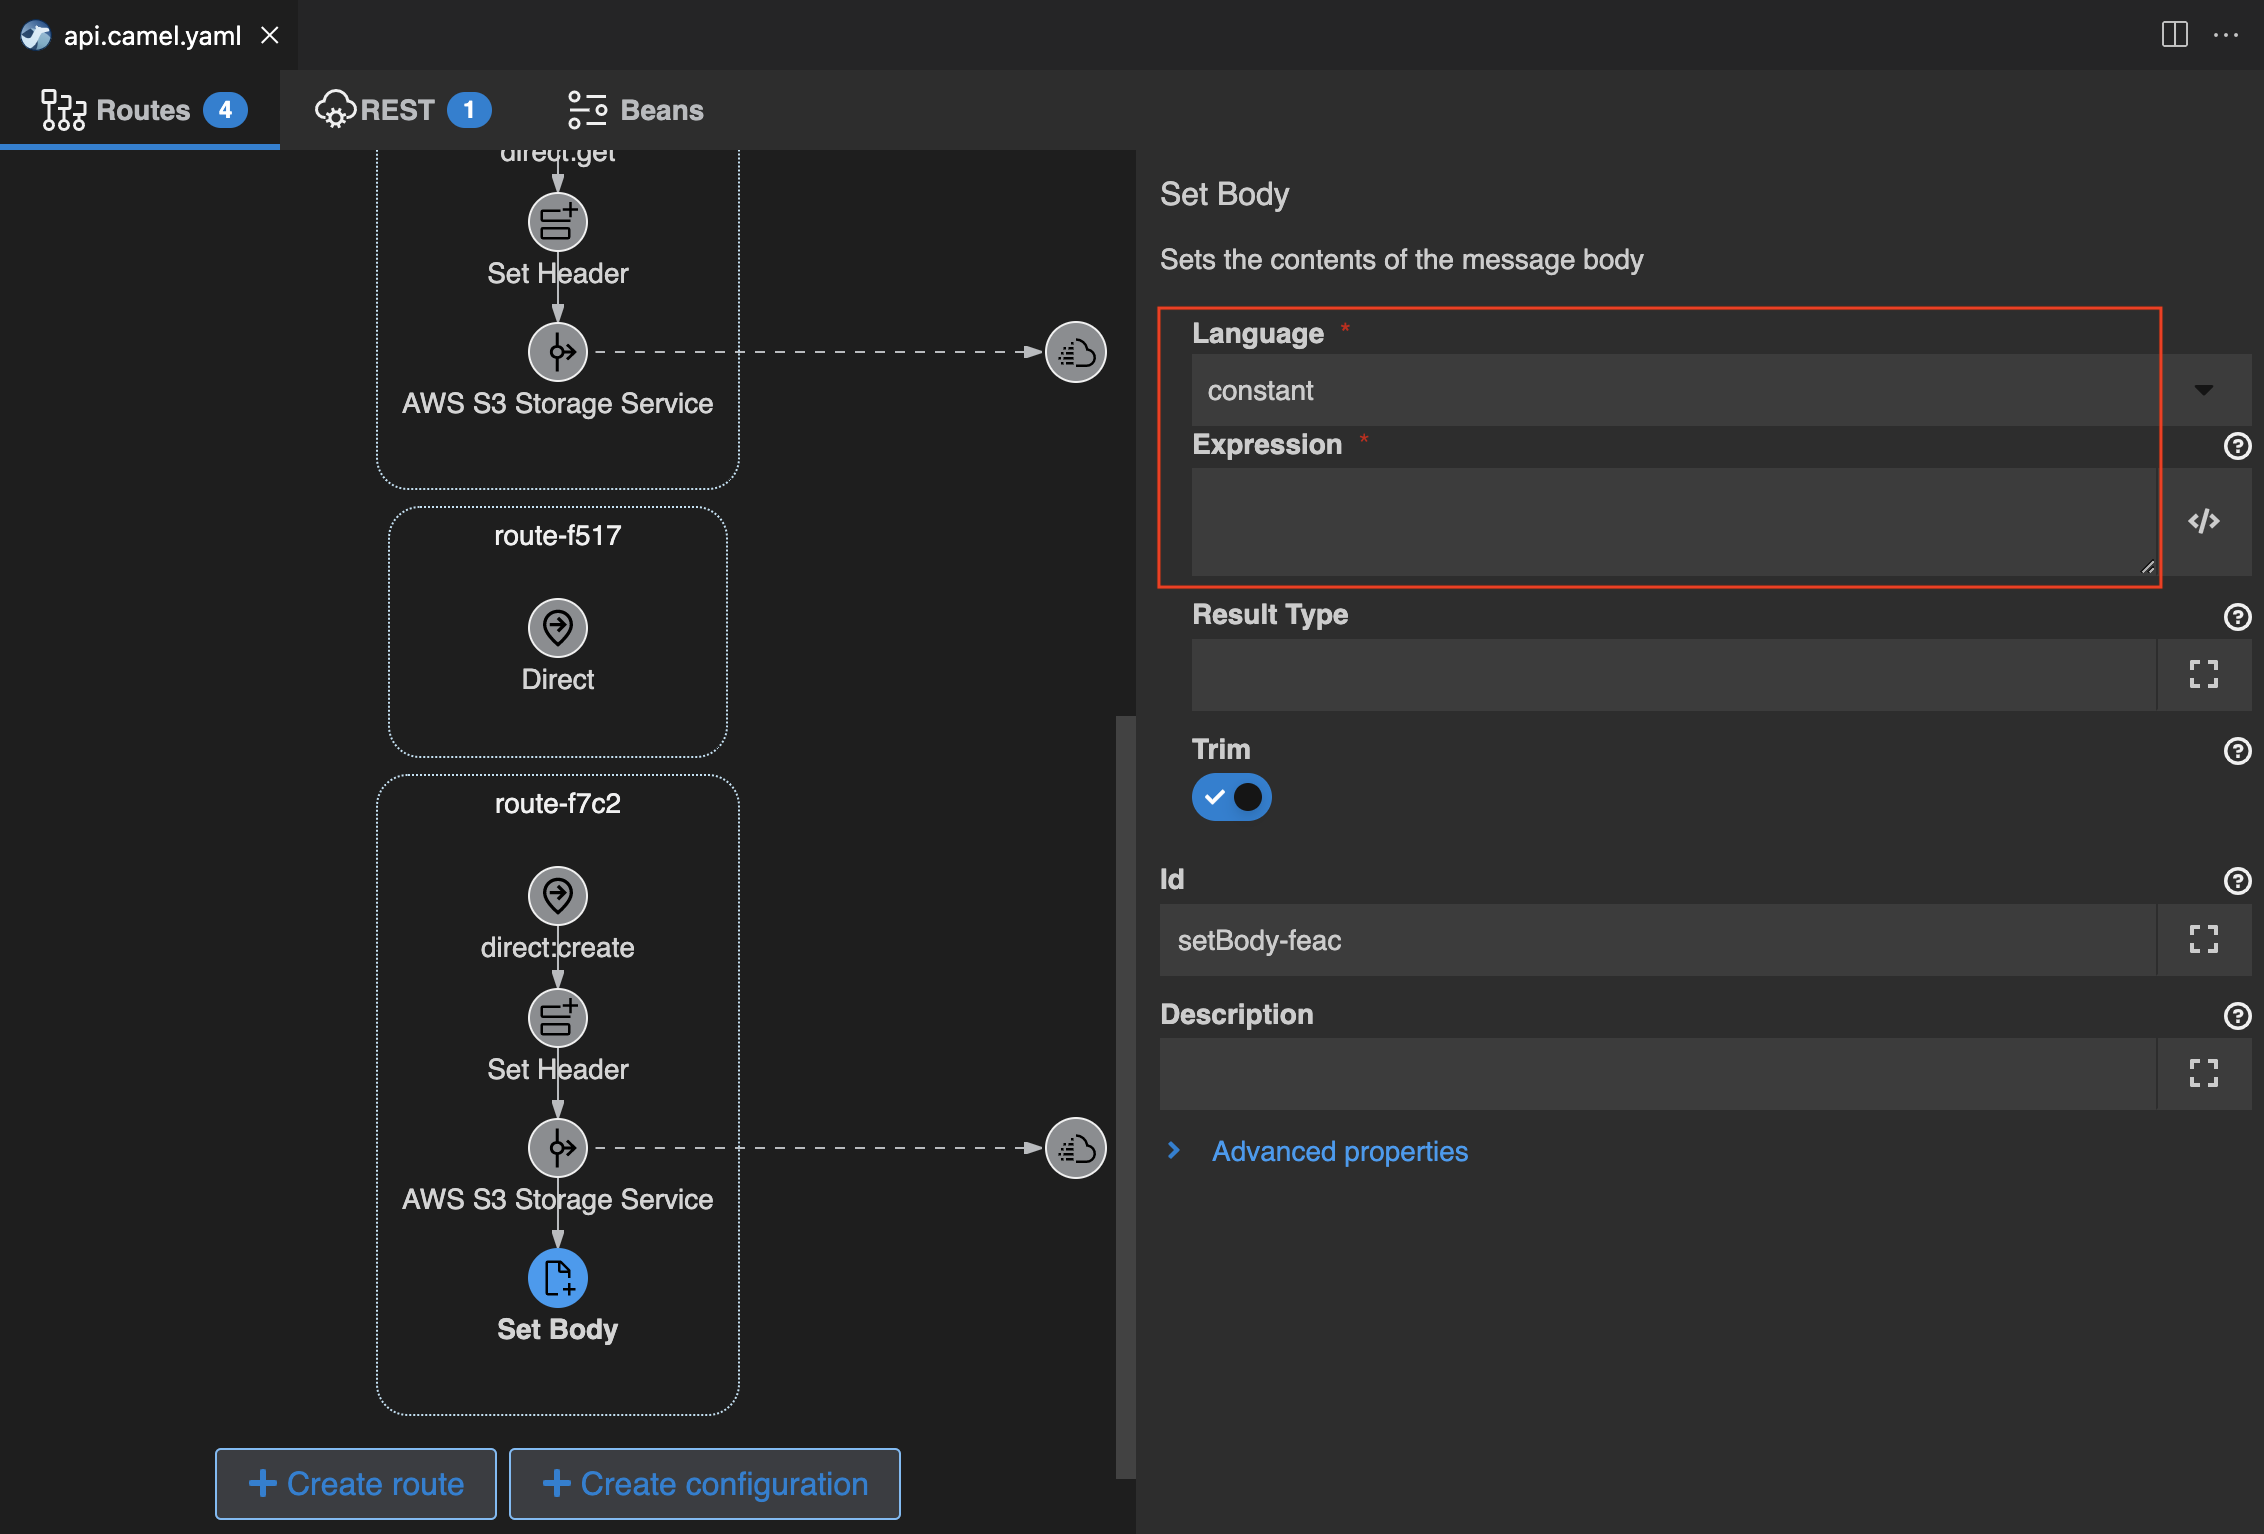 api.camel.yaml
Routes 4
REST 1
Beans
direct:get
Set Header
AWS S3 Storage Service
route-f517
Direct
route-f7c2
direct:create
Set Header
AWS S3 Storage Service
Set Body
Create route
Create configuration
Set Body
Sets the contents of the message body
Language *
constant
Expression *
Result Type
Trim
Id
setBody-feac
Description
Advanced properties